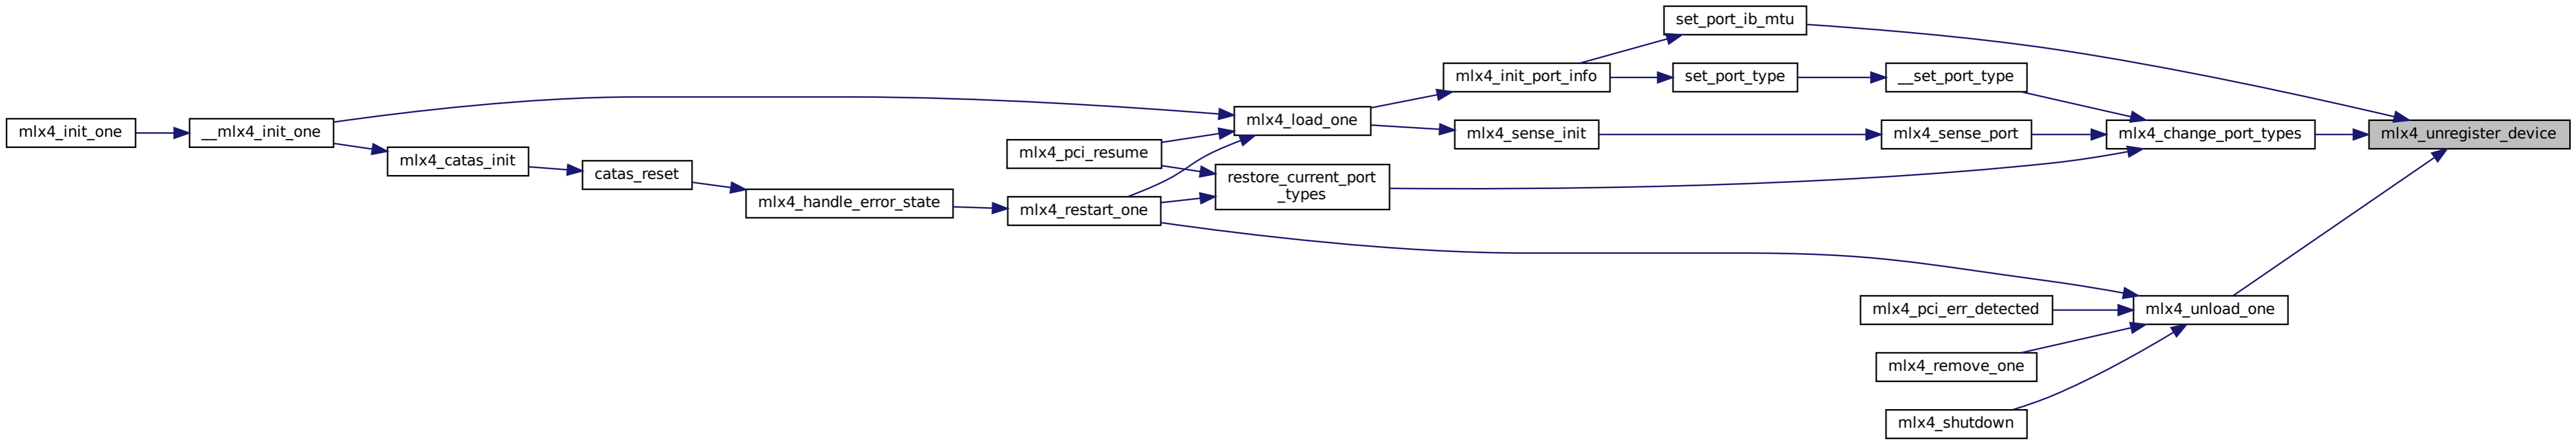 set_port_ib_mtu
mlx4_init_port_info
set_port_type
__set_port_type
mlx4_init_one
__mlx4_init_one
mlx4_load_one
mlx4_sense_init
mlx4_sense_port
mlx4_change_port_types
mlx4_unregister_device
mlx4_catas_init
mlx4_pci_resume
catas_reset
restore_current_port
_types
mlx4_handle_error_state
mlx4_restart_one
mlx4_pci_err_detected
mlx4_unload_one
mlx4_remove_one
mlx4_shutdown